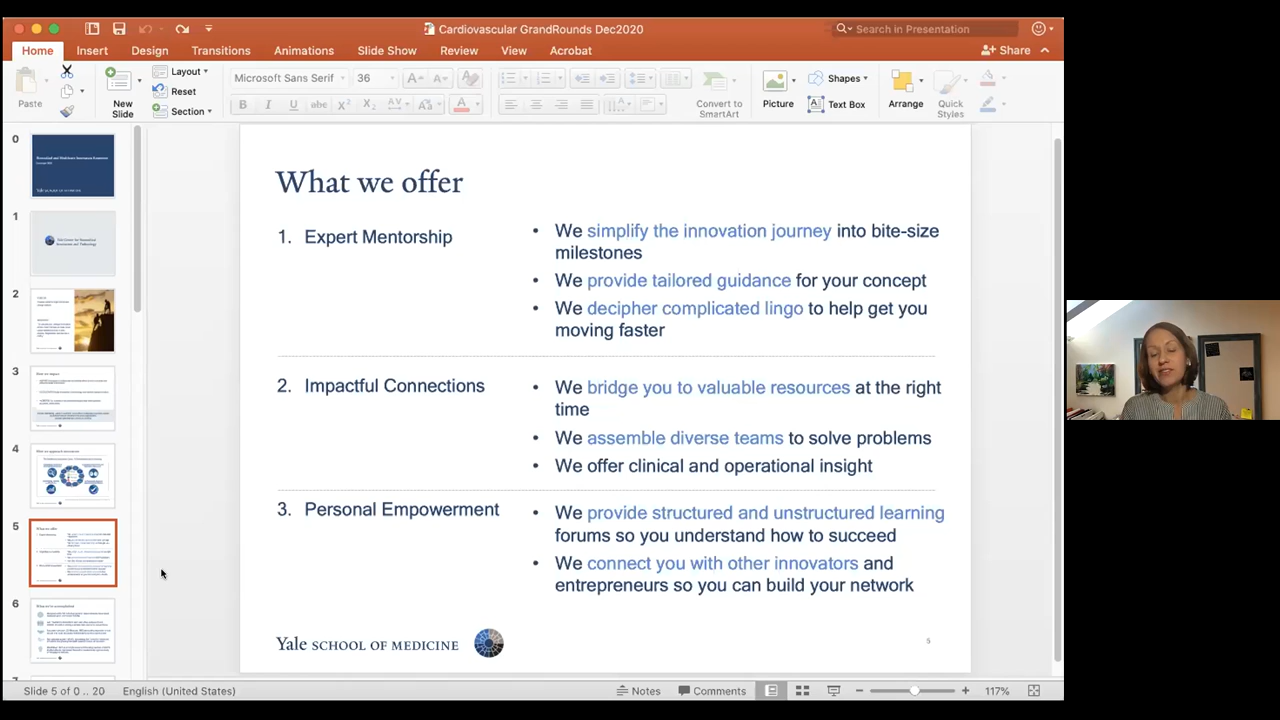 Cardiovascular GrandRounds Dec2020
Search in Presentation
Home Insert Design Transitions Animations Slide Show Review View Acrobat
Share
Paste
New Slide
Layout
Reset
Section
Microsoft Sans Serif 36
Convert to SmartArt
Picture
Shapes
Text Box
Arrange
Quick Styles
0
1
2
3
4
5
6
What we offer
1. Expert Mentorship
• We simplify the innovation journey into bite-size
milestones
• We provide tailored guidance for your concept
• We decipher complicated lingo to help get you
moving faster
2. Impactful Connections
• We bridge you to valuable resources at the right
time
• We assemble diverse teams to solve problems
• We offer clinical and operational insight
3. Personal Empowerment
• We provide structured and unstructured learning
forums so you understand how to succeed
• We connect you with other innovators and
entrepreneurs so you can build your network
Yale SCHOOL OF MEDICINE
5
Slide 5 of 0 .. 20 English (United States)
Notes Comments 117%